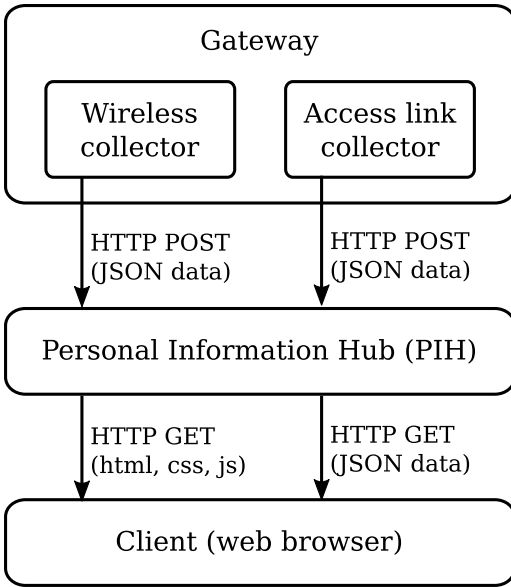 Gateway
Wireless
collector
Access link
collector
HTTP POST
(JSON data)
HTTP POST
(JSON data)
Personal Information Hub (PIH)
HTTP GET
(html, css, js)
HTTP GET
(JSON data)
Client (web browser)